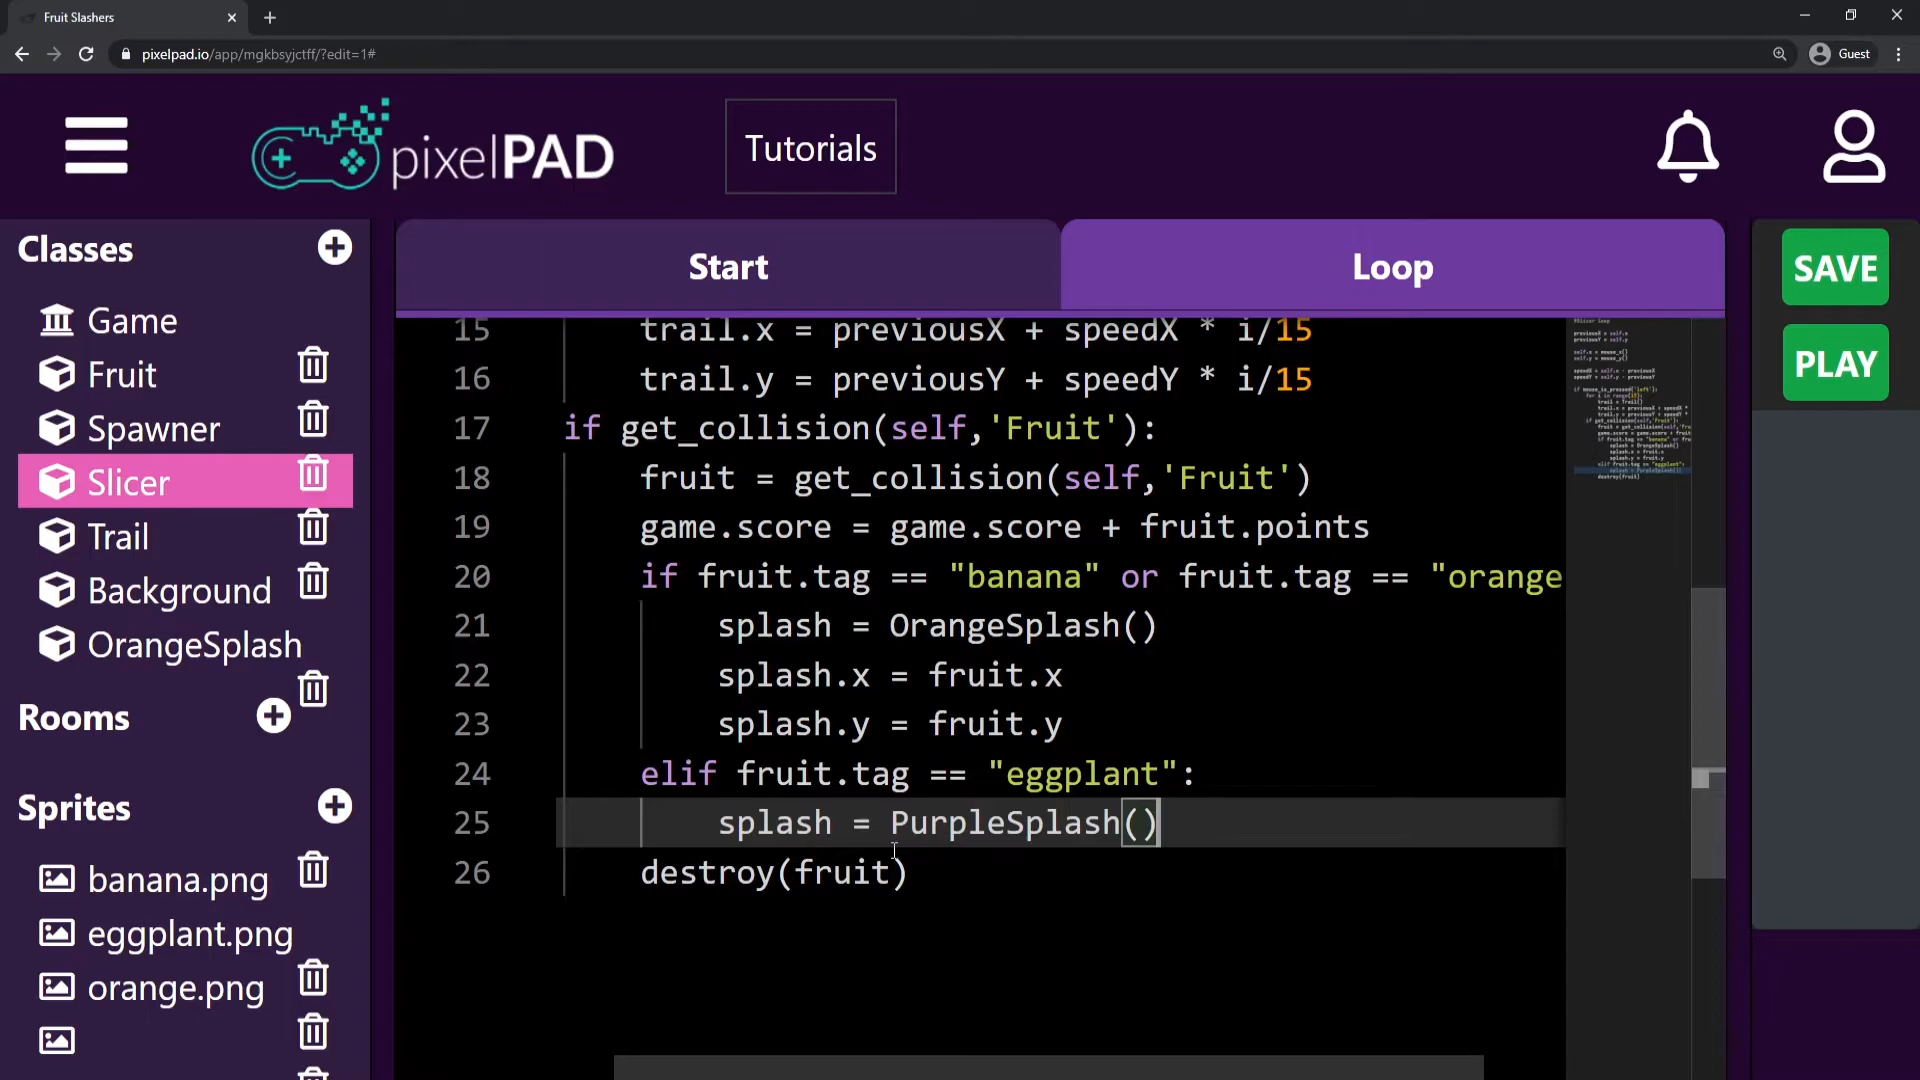 Fruit Slashers
pixelpad.io/app/mgkbsyjctff/?edit=1#
Guest
pixelPAD
Tutorials
Classes
Game
Fruit
Spawner
Slicer
Trail
Background
OrangeSplash
Rooms
Sprites
banana.png
eggplant.png
orange.png
Start
Loop
15 trail.x = previousX + speedX * i/15
16 trail.y = previousY + speedY * i/15
17 if get_collision(self,'Fruit'):
18 fruit = get_collision(self,'Fruit')
19 game.score = game.score + fruit.points
20 if fruit.tag == "banana" or fruit.tag == "orange
21 splash = OrangeSplash()
22 splash.x = fruit.x
23 splash.y = fruit.y
24 elif fruit.tag == "eggplant":
25 splash = PurpleSplash()
26 destroy(fruit)
SAVE
PLAY